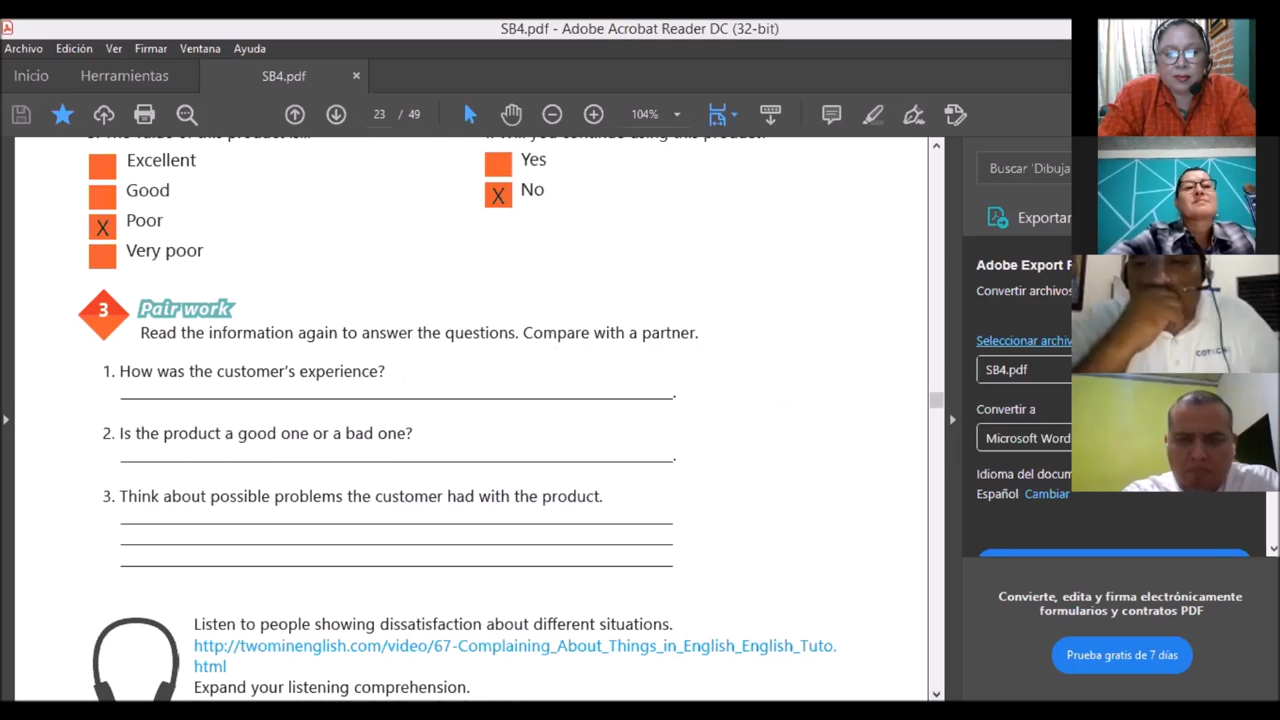 SB4.pdf - Adobe Acrobat Reader DC (32-bit)
Archivo Edición Ver Firmar Ventana Ayuda
Inicio Herramientas SB4.pdf ×
23 / 49 104%
Excellent
Good
X Poor
Very poor
Yes
X No
3 Pair work
Read the information again to answer the questions. Compare with a partner.
1. How was the customer's experience?
2. Is the product a good one or a bad one?
3. Think about possible problems the customer had with the product.
Listen to people showing dissatisfaction about different situations.
http://twominenglish.com/video/67-Complaining_About_Things_in_English_English_Tuto.
html
Expand your listening comprehension.
Buscar 'Dibuja
Exportar
Adobe Export P
Convertir archivos
Seleccionar archiv
SB4.pdf
Convertir a
Microsoft Word
Idioma del docum
Español Cambiar
Convierte, edita y firma electrónicamente
formularios y contratos PDF
Prueba gratis de 7 días